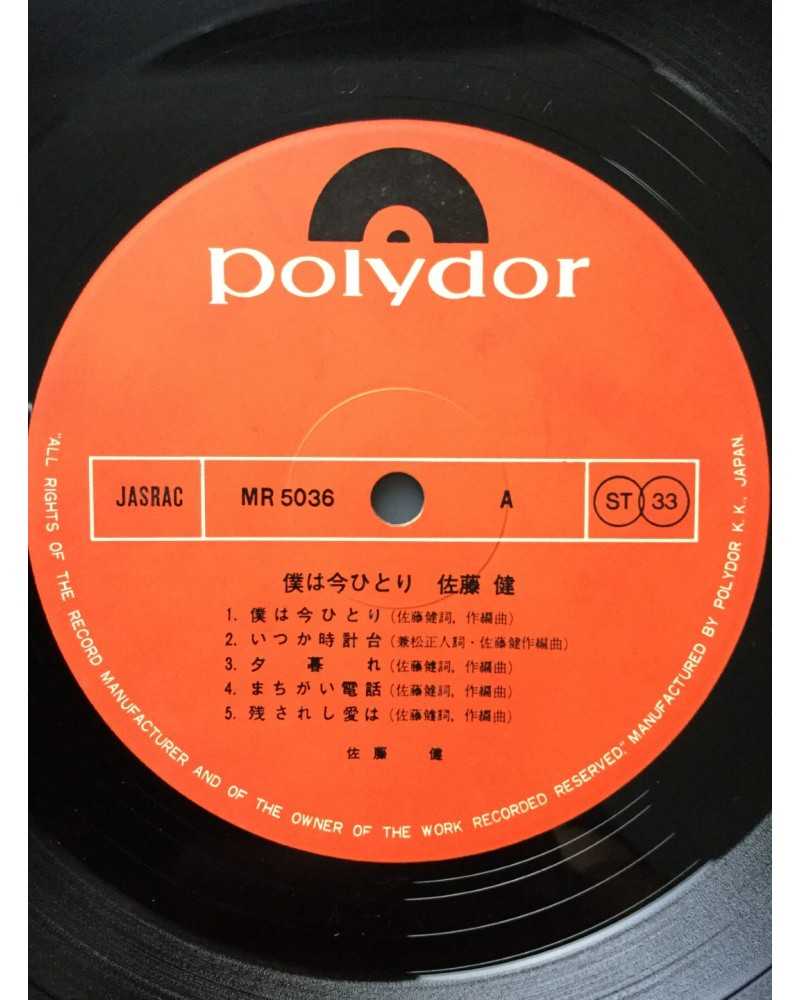 polydor
JASRAC MR 5036 A ST 33
僕は今ひとり 佐藤 健
1. 僕は今ひとり (佐藤健詞, 作編曲)
2. いつか時計台 (兼松正人詞・佐藤健作編曲)
3. 夕暮れ (佐藤健詞, 作編曲)
4. まちがい電話 (佐藤健詞, 作編曲)
5. 残されし愛は (佐藤健詞, 作編曲)
佐藤 健
"ALL RIGHTS OF THE RECORD MANUFACTURER AND OF THE OWNER OF THE WORK RECORDED RESERVED." MANUFACTURED BY POLYDOR K.K., JAPAN.